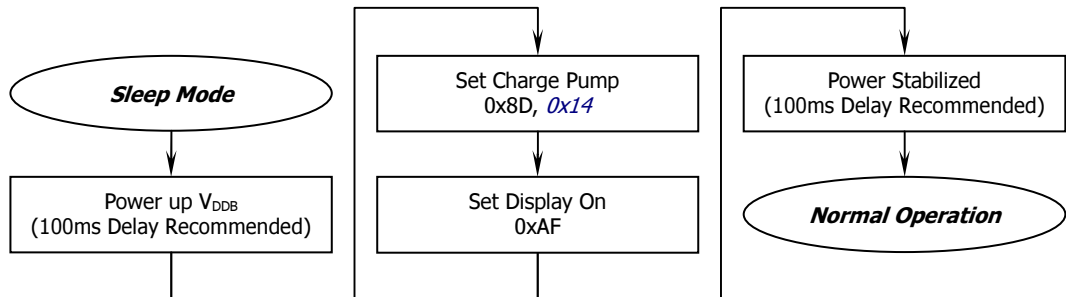 Sleep Mode
Power up VDDB
(100ms Delay Recommended)
Set Charge Pump
0x8D, 0x14
Set Display On
0xAF
Power Stabilized
(100ms Delay Recommended)
Normal Operation